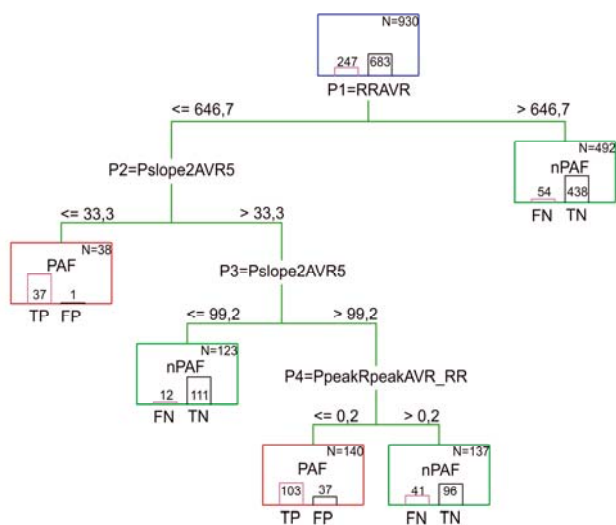 N=930
247 683
P1=RRAVR
<= 646,7 > 646,7
P2=Pslope2AVR5
N=492
nPAF
54 438
FN TN
<= 33,3 > 33,3
N=38
PAF
37 1
TP FP
P3=Pslope2AVR5
<= 99,2 > 99,2
N=123
nPAF
12 111
FN TN
P4=PpeakRpeakAVR_RR
<= 0,2 > 0,2
N=140
PAF
103 37
TP FP
N=137
nPAF
41 96
FN TN